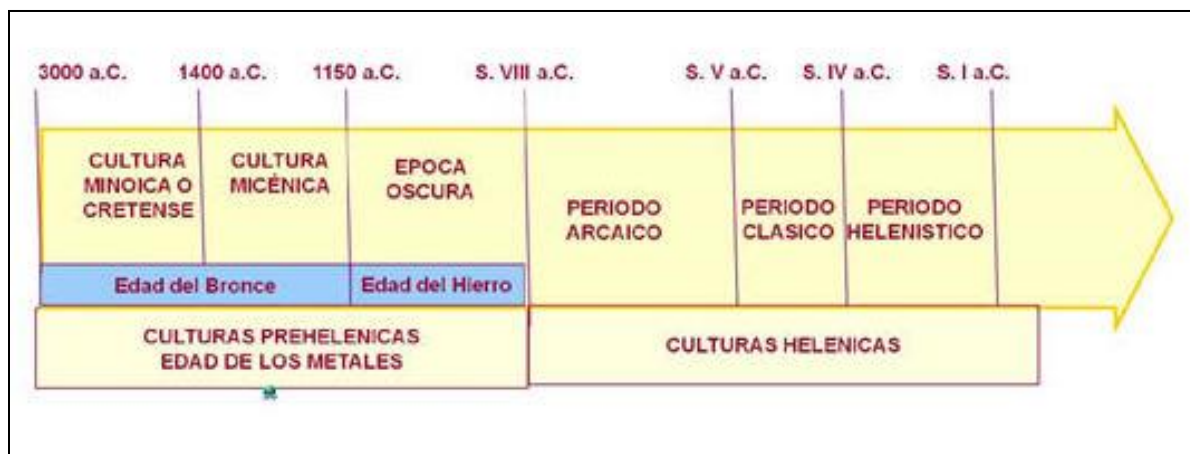 3000 a.C.
1400 a.C.
1150 a.C.
S. VIII a.C.
S. V a.C.
S. IV a.C.
S. I a.C.
CULTURA
MINOICA O
CRETENSE
CULTURA
MICÉNICA
EPOCA
OSCURA
PERIODO
ARCAICO
PERIODO
CLASICO
PERIODO
HELENISTICO
Edad del Bronce
Edad del Hierro
CULTURAS PREHELENICAS
EDAD DE LOS METALES
CULTURAS HELENICAS